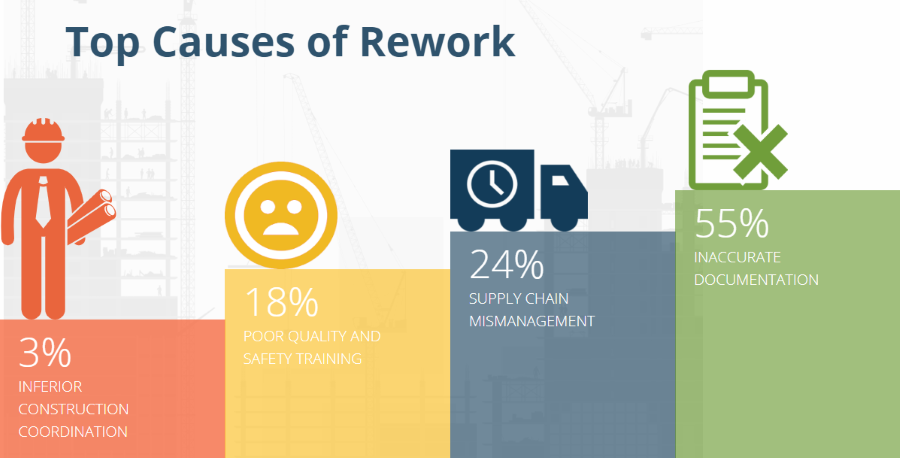 Top Causes of Rework
3%
INFERIOR
CONSTRUCTION
COORDINATION
18%
POOR QUALITY AND
SAFETY TRAINING
24%
SUPPLY CHAIN
MISMANAGEMENT
55%
INACCURATE
DOCUMENTATION